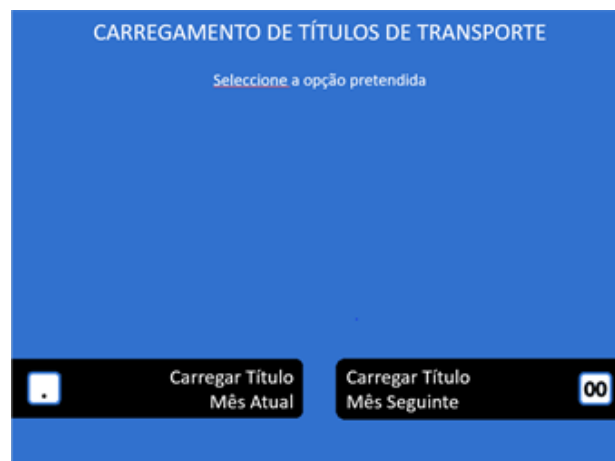 CARREGAMENTO DE TÍTULOS DE TRANSPORTE
Seleccione a opção pretendida
. Carregar Título
Mês Atual
Carregar Título
Mês Seguinte
00